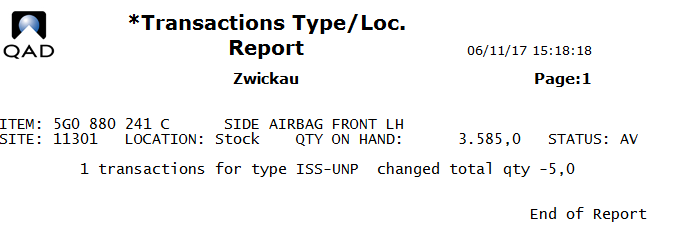 *Transactions Type/Loc.
Report
QAD
06/11/17 15:18:18
Zwickau
Page:1
ITEM: 5G0 880 241 C SIDE AIRBAG FRONT LH
SITE: 11301 LOCATION: Stock QTY ON HAND: 3.585,0 STATUS: AV
1 transactions for type ISS-UNP changed total qty -5,0
End of Report